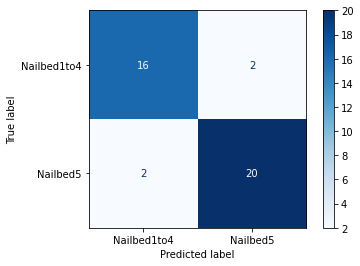 Nailbed1to4
Nailbed5
True label
16
2
2
20
Nailbed1to4
Nailbed5
Predicted label
20
18
16
14
12
10
8
6
4
2